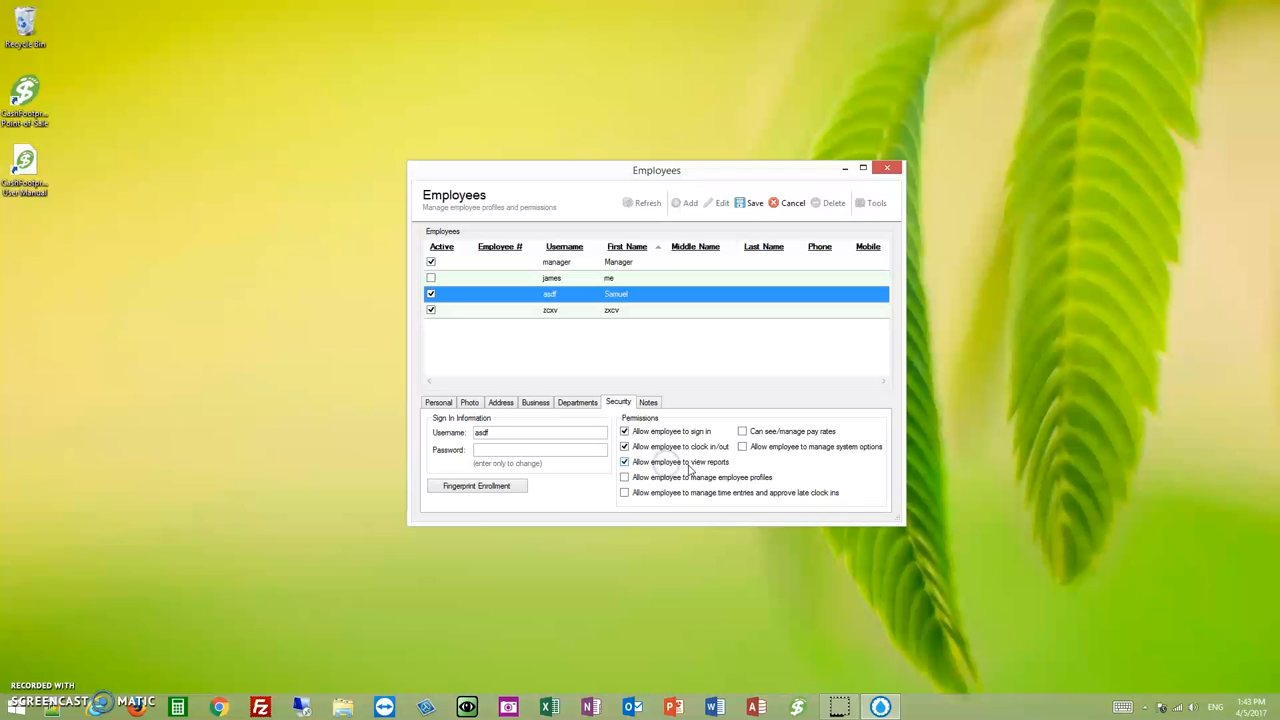 Recycle Bin
CashFootpr...
Point-of-Sale
CashFootpr...
User Manual
Employees
Employees
Manage employee profiles and permissions
Refresh Add Edit Save Cancel Delete Tools
Employees
Active Employee # Username First Name Middle Name Last Name Phone Mobile
manager Manager
james me
asdf Samuel
zcxv zxcv
Personal Photo Address Business Departments Security Notes
Sign In Information
Username: asdf
Password:
(enter only to change)
Fingerprint Enrollment
Permissions
Allow employee to sign in Can see/manage pay rates
Allow employee to clock in/out Allow employee to manage system options
Allow employee to view reports
Allow employee to manage employee profiles
Allow employee to manage time entries and approve late clock ins
RECORDED WITH
SCREENCAST MATIC
ENG
1:43 PM
4/5/2017